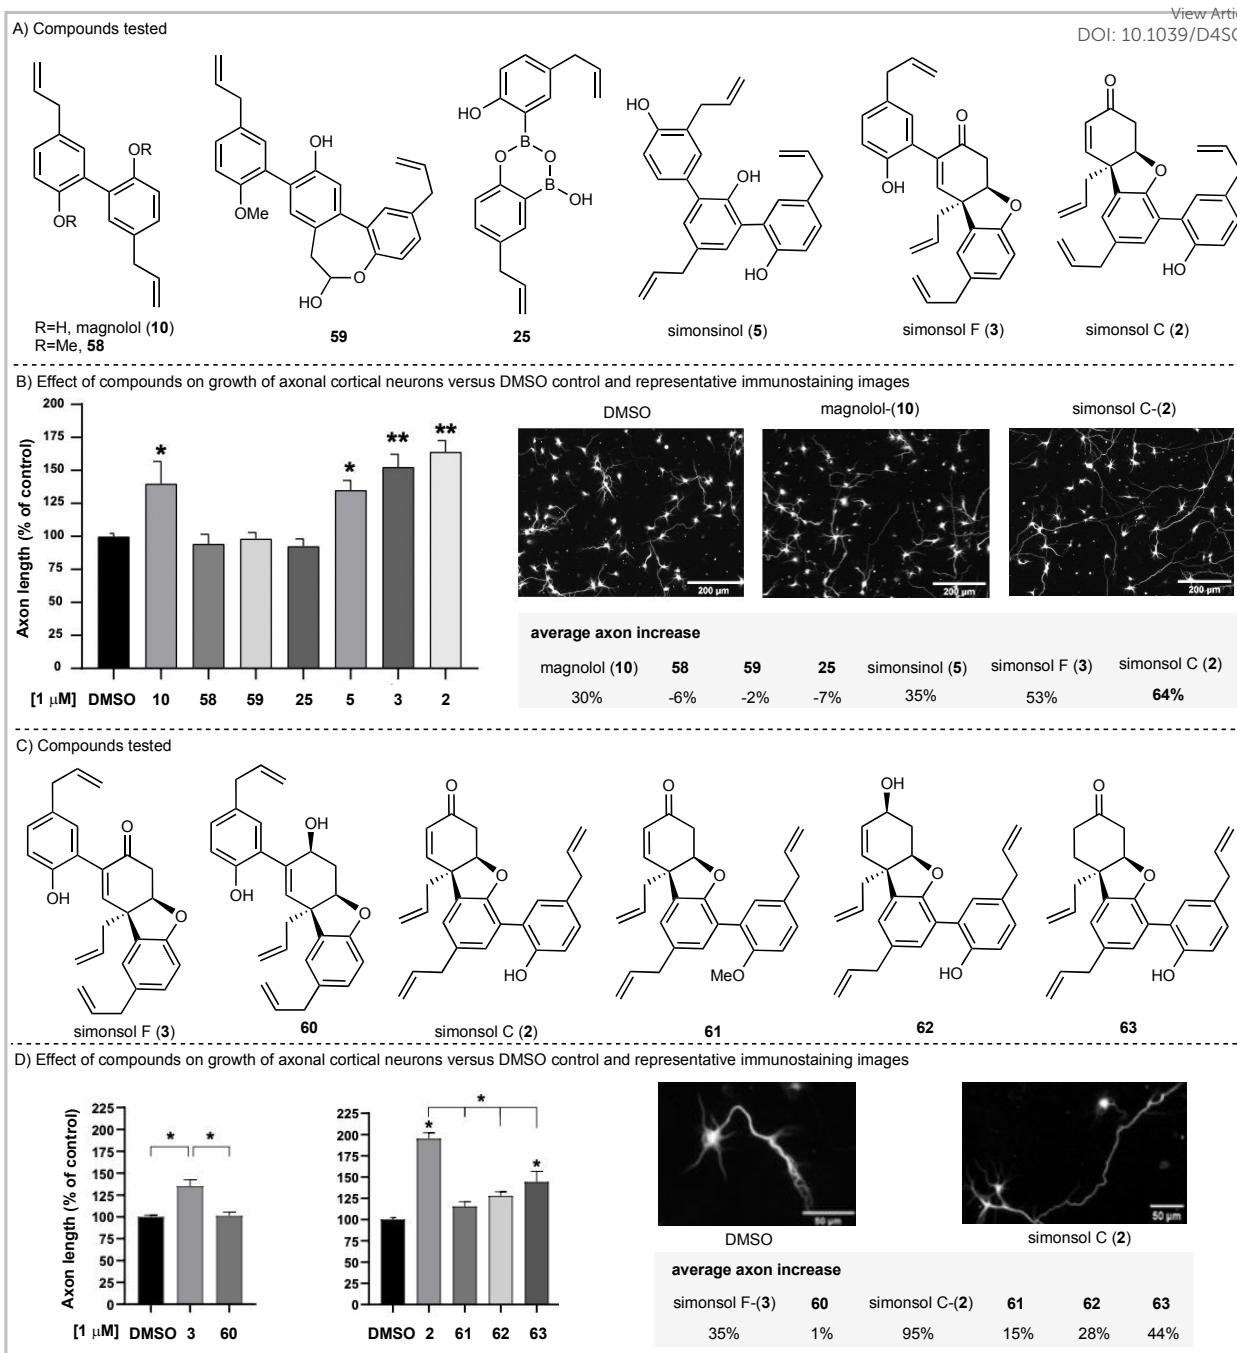 View Arti
DOI: 10.1039/D4SC
A) Compounds tested
OR
OR
R=H, magnolol (10)
R=Me, 58
OH
OMe
O
HO
59
HO
B
O
O
B
OH
25
HO
OH
HO
simonsinol (5)
O
OH
O
simonsol F (3)
O
O
HO
simonsol C (2)
B) Effect of compounds on growth of axonal cortical neurons versus DMSO control and representative immunostaining images
Axon length (% of control)
200
175
150
125
100
75
50
25
0
* * ** **
[1 µM] DMSO 10 58 59 25 5 3 2
DMSO magnolol-(10) simonsol C-(2)
200 µm 200 µm 200 µm
average axon increase
magnolol (10) 58 59 25 simonsinol (5) simonsol F (3) simonsol C (2)
30% -6% -2% -7% 35% 53% 64%
C) Compounds tested
O
OH
O
simonsol F (3)
OH
OH
O
60
O
O
HO
simonsol C (2)
O
O
MeO
61
OH
O
HO
62
O
O
HO
63
D) Effect of compounds on growth of axonal cortical neurons versus DMSO control and representative immunostaining images
Axon length (% of control)
225
200
175
150
125
100
75
50
25
0
* *
[1 µM] DMSO 3 60
225
200
175
150
125
100
75
50
25
0
*
* *
DMSO 2 61 62 63
50 µm 50 µm
DMSO simonsol C (2)
average axon increase
simonsol F-(3) 60 simonsol C-(2) 61 62 63
35% 1% 95% 15% 28% 44%